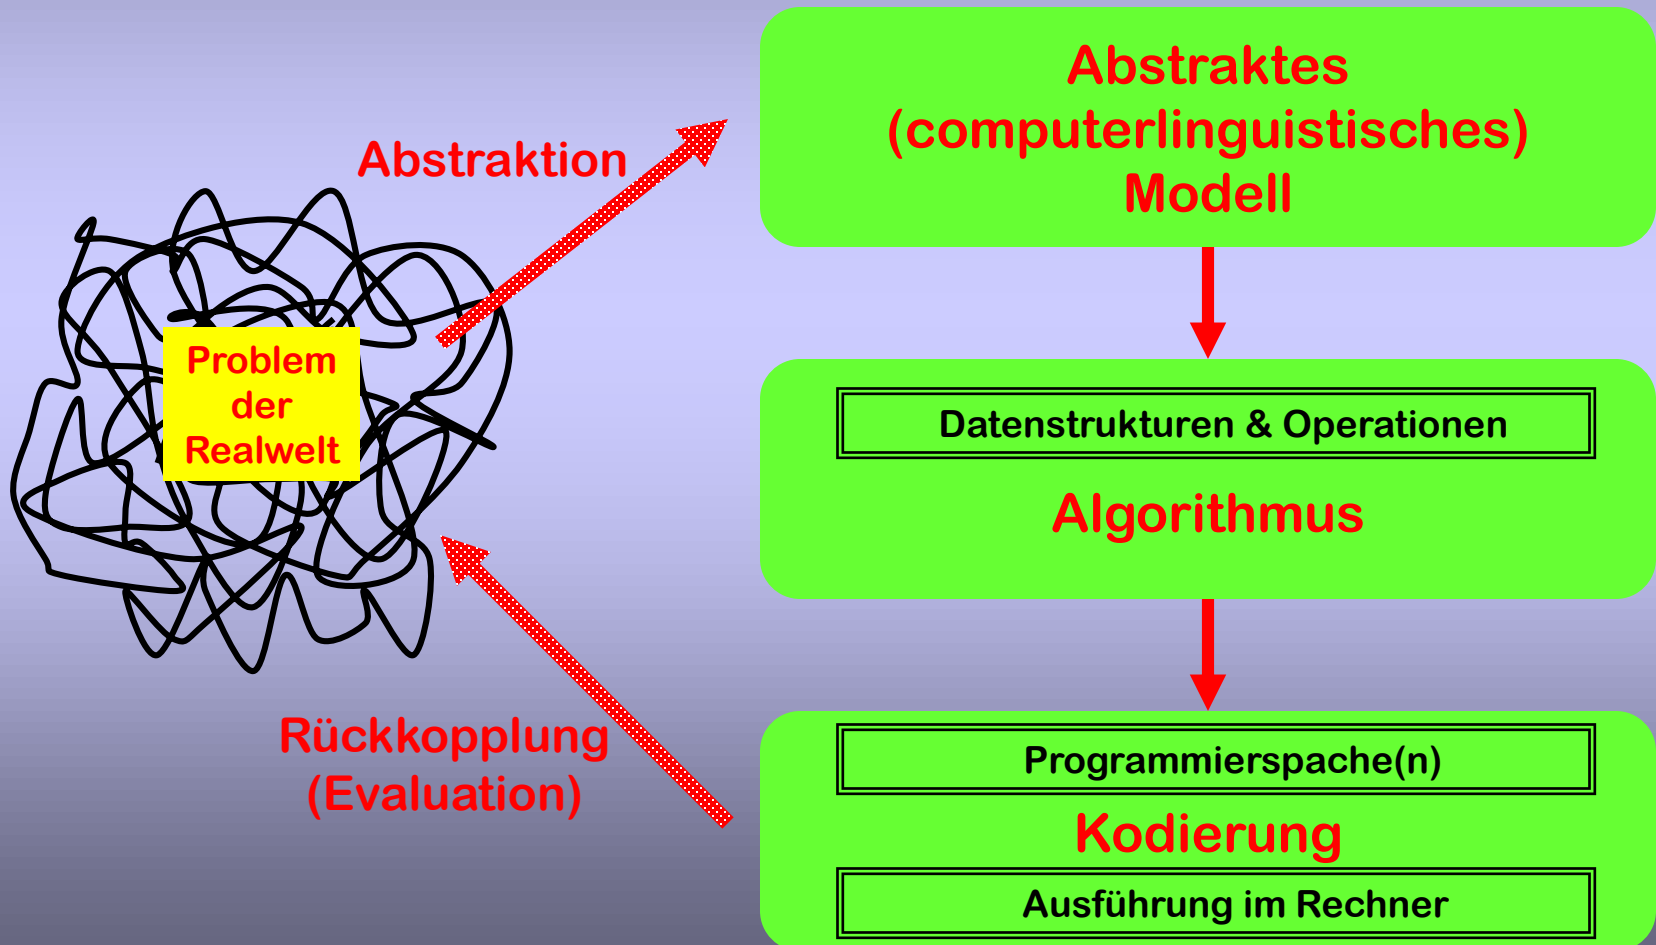 Abstraktes
(computerlinguistisches)
Modell
Abstraktion
Problem
der
Realwelt
Datenstrukturen & Operationen
Algorithmus
Rückkopplung
(Evaluation)
Programmierspache(n)
Kodierung
Ausführung im Rechner